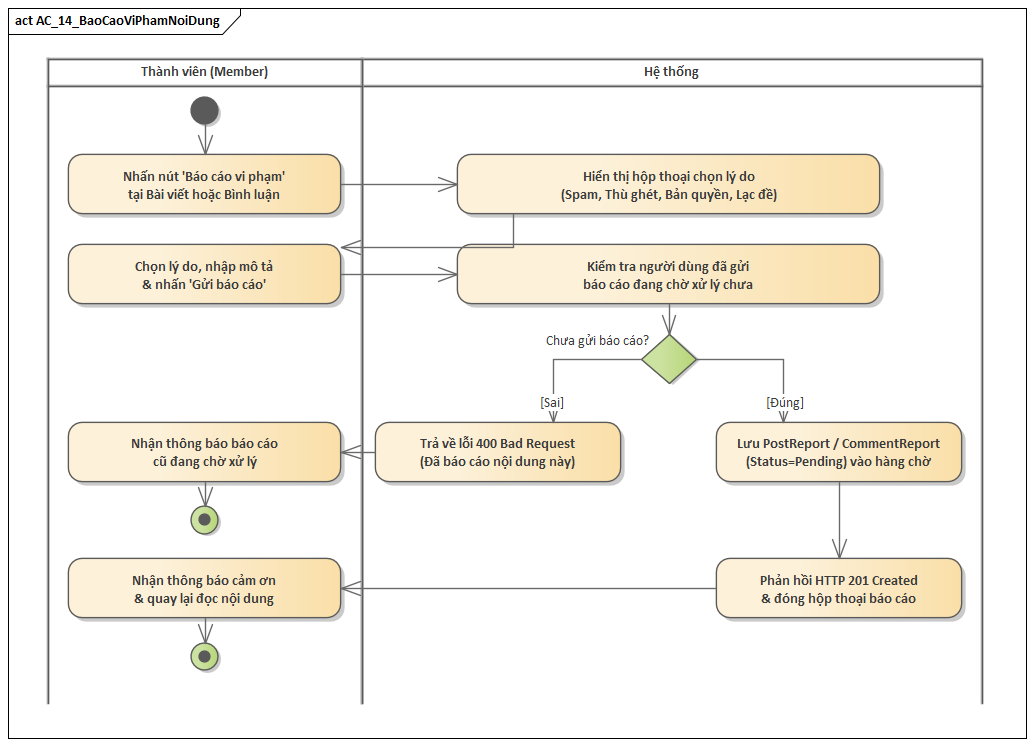 act AC_14_BaoCaoViPhamNoiDung
Thành viên (Member)
Hệ thống
Nhấn nút 'Báo cáo vi phạm'
tại Bài viết hoặc Bình luận
Hiển thị hộp thoại chọn lý do
(Spam, Thù ghét, Bản quyền, Lạc đề)
Chọn lý do, nhập mô tả
& nhấn 'Gửi báo cáo'
Kiểm tra người dùng đã gửi
báo cáo đang chờ xử lý chưa
Chưa gửi báo cáo?
[Sai]
[Đúng]
Nhận thông báo báo cáo
cũ đang chờ xử lý
Trả về lỗi 400 Bad Request
(Đã báo cáo nội dung này)
Lưu PostReport / CommentReport
(Status=Pending) vào hàng chờ
Nhận thông báo cảm ơn
& quay lại đọc nội dung
Phản hồi HTTP 201 Created
& đóng hộp thoại báo cáo